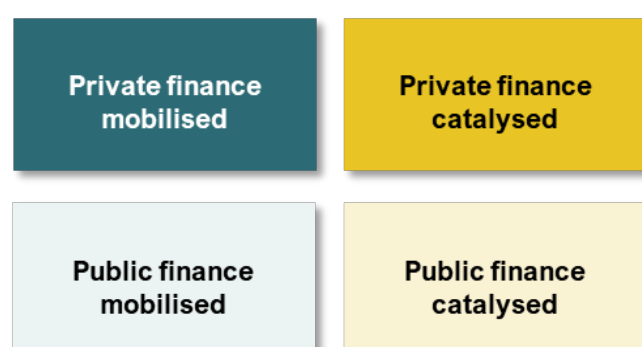 Private finance
mobilised
Private finance
catalysed
Public finance
mobilised
Public finance
catalysed